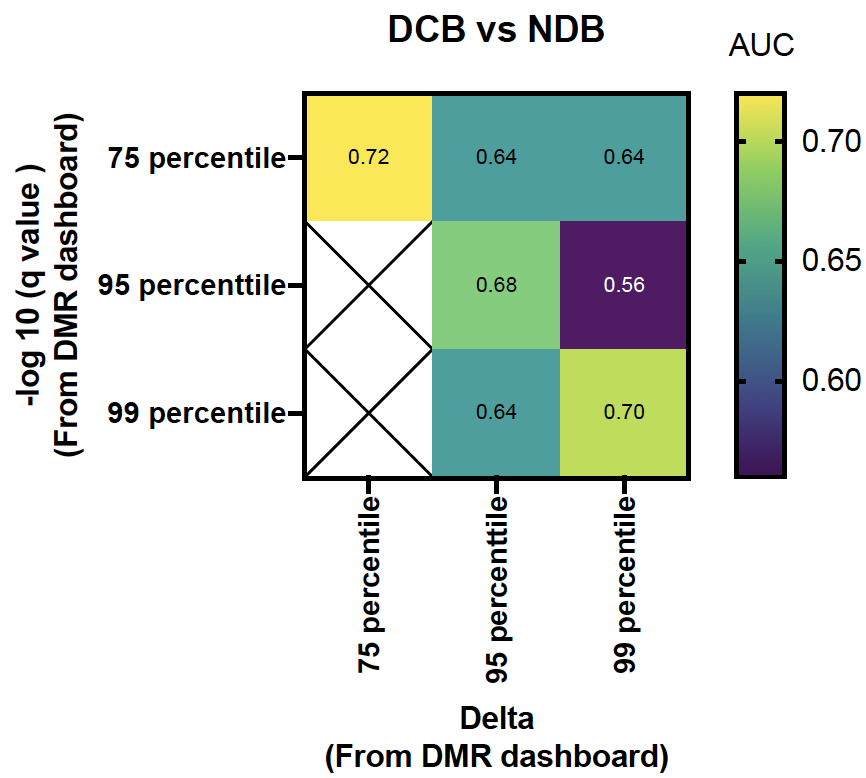 DCB vs NDB
AUC
-log 10 (q value )
(From DMR dashboard)
75 percentile
0.72
0.64
0.64
95 percenttile
0.68
0.56
99 percentile
0.64
0.70
0.70
0.65
0.60
75 percentile
95 percenttile
99 percentile
Delta
(From DMR dashboard)